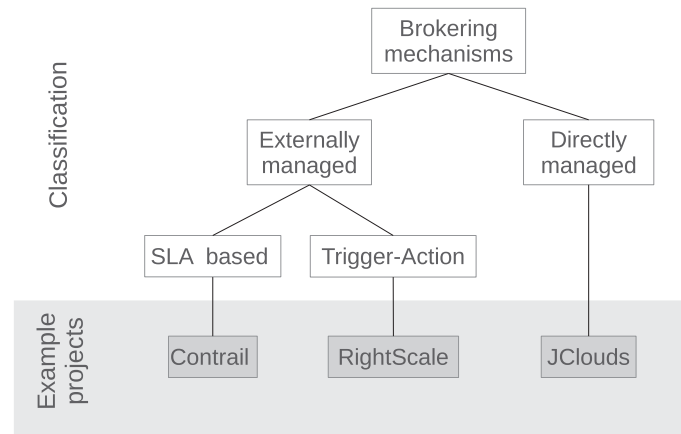 Brokering
mechanisms
Classification
Externally
managed
Directly
managed
SLA based
Trigger-Action
Example
projects
Contrail
RightScale
JClouds